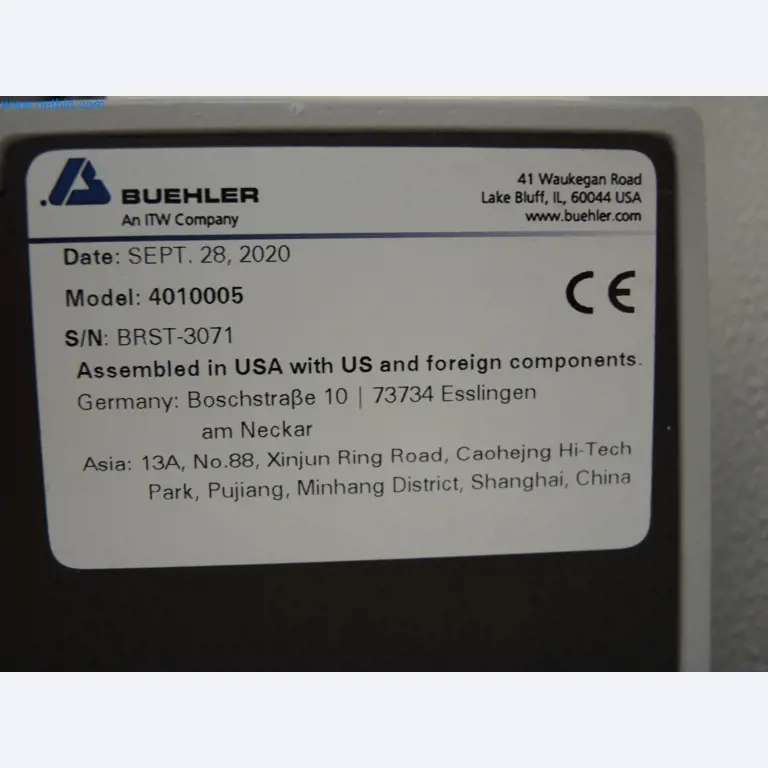 BUEHLER
An ITW Company
41 Waukegan Road
Lake Bluff, IL, 60044 USA
www.buehler.com
Date: SEPT. 28, 2020
Model: 4010005
S/N: BRST-3071
Assembled in USA with US and foreign components.
Germany: Boschstraße 10 | 73734 Esslingen
am Neckar
Asia: 13A, No.88, Xinjun Ring Road, Caohejng Hi-Tech
Park, Pujiang, Minhang District, Shanghai, China
CE